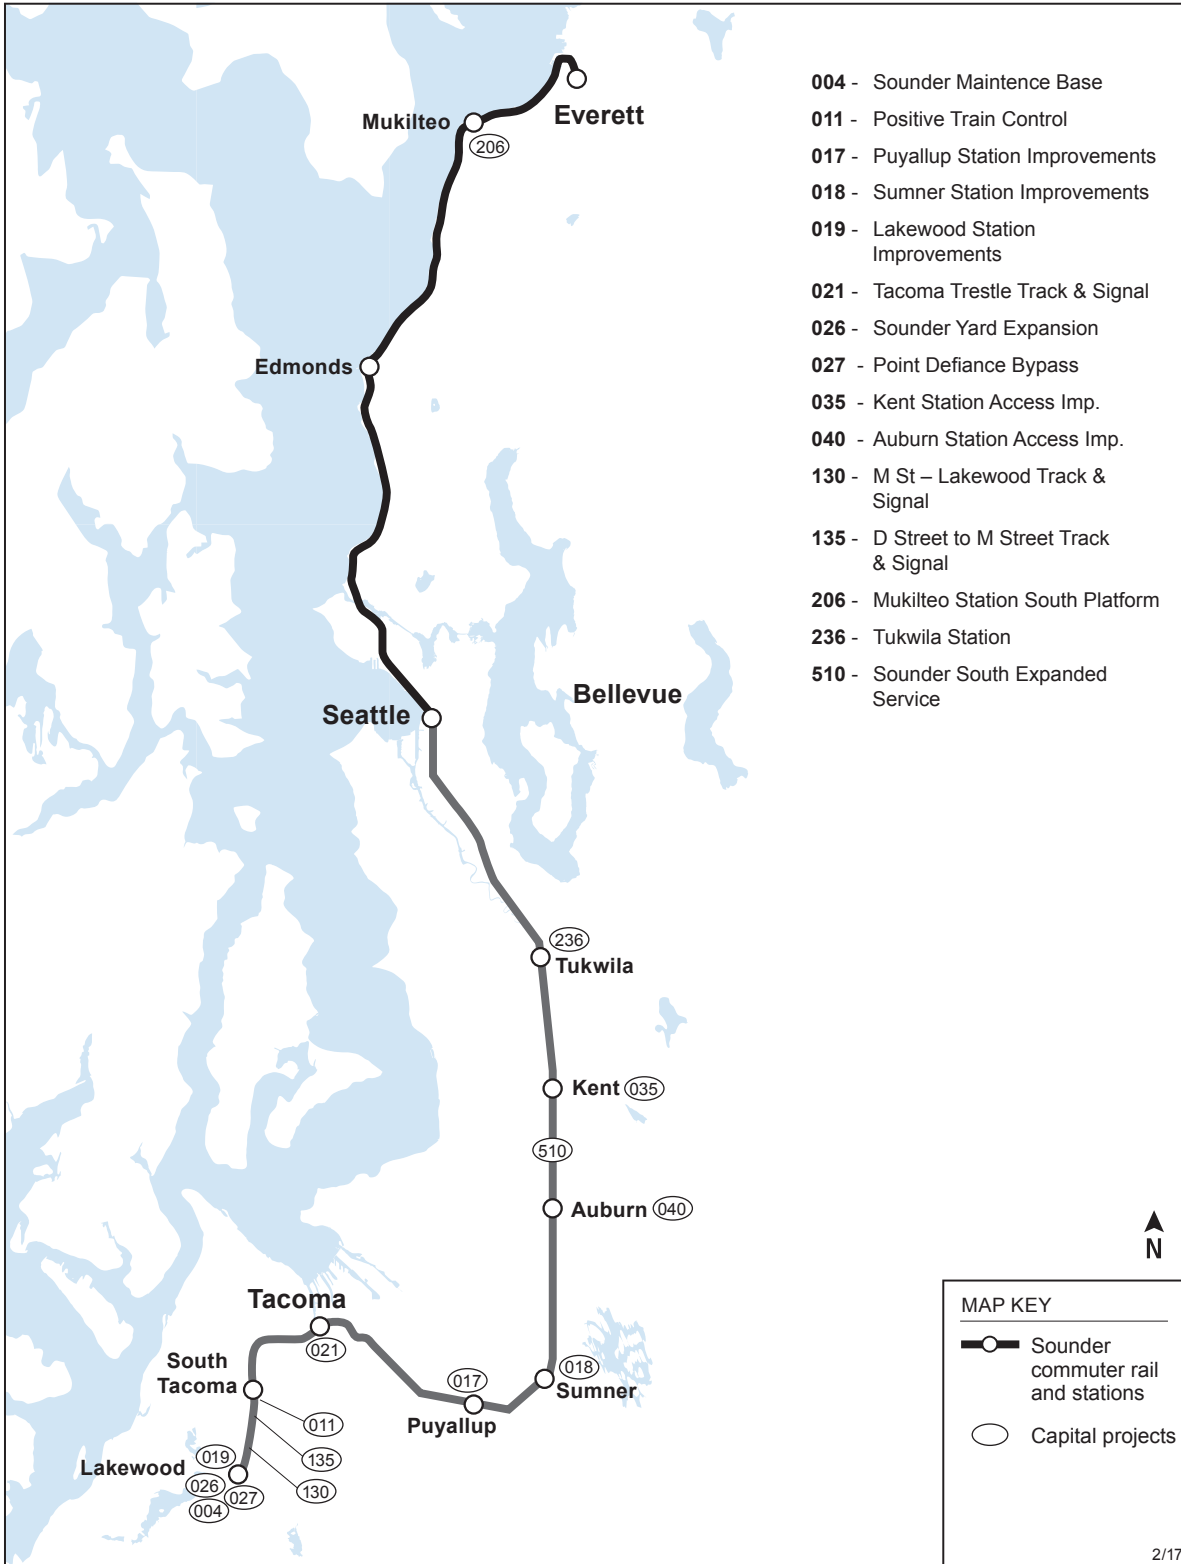 Everett
Mukilteo
206
Edmonds
Seattle
Bellevue
236
Tukwila
Kent 035
510
Auburn 040
Tacoma
021
South
Tacoma
018
Sumner
017
Puyallup
011
135
130
019
Lakewood
026
027
004
004 - Sounder Maintence Base
011 - Positive Train Control
017 - Puyallup Station Improvements
018 - Sumner Station Improvements
019 - Lakewood Station
Improvements
021 - Tacoma Trestle Track & Signal
026 - Sounder Yard Expansion
027 - Point Defiance Bypass
035 - Kent Station Access Imp.
040 - Auburn Station Access Imp.
130 - M St – Lakewood Track &
Signal
135 - D Street to M Street Track
& Signal
206 - Mukilteo Station South Platform
236 - Tukwila Station
510 - Sounder South Expanded
Service
N
MAP KEY
Sounder
commuter rail
and stations
Capital projects
2/17